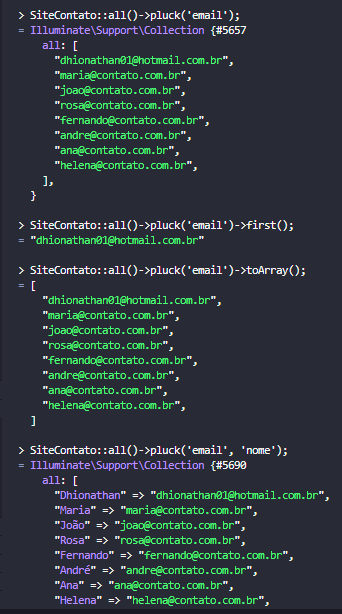 > SiteContato::all()->pluck('email');
= Illuminate\Support\Collection {#5657
all: [
"dhionathan01@hotmail.com.br",
"maria@contato.com.br",
"joao@contato.com.br",
"rosa@contato.com.br",
"fernando@contato.com.br",
"andre@contato.com.br",
"ana@contato.com.br",
"helena@contato.com.br",
],
}
> SiteContato::all()->pluck('email')->first();
= "dhionathan01@hotmail.com.br"
> SiteContato::all()->pluck('email')->toArray();
= [
"dhionathan01@hotmail.com.br",
"maria@contato.com.br",
"joao@contato.com.br",
"rosa@contato.com.br",
"fernando@contato.com.br",
"andre@contato.com.br",
"ana@contato.com.br",
"helena@contato.com.br",
]
> SiteContato::all()->pluck('email', 'nome');
= Illuminate\Support\Collection {#5690
all: [
"Dhionathan" => "dhionathan01@hotmail.com.br",
"Maria" => "maria@contato.com.br",
"João" => "joao@contato.com.br",
"Rosa" => "rosa@contato.com.br",
"Fernando" => "fernando@contato.com.br",
"André" => "andre@contato.com.br",
"Ana" => "ana@contato.com.br",
"Helena" => "helena@contato.com.br",